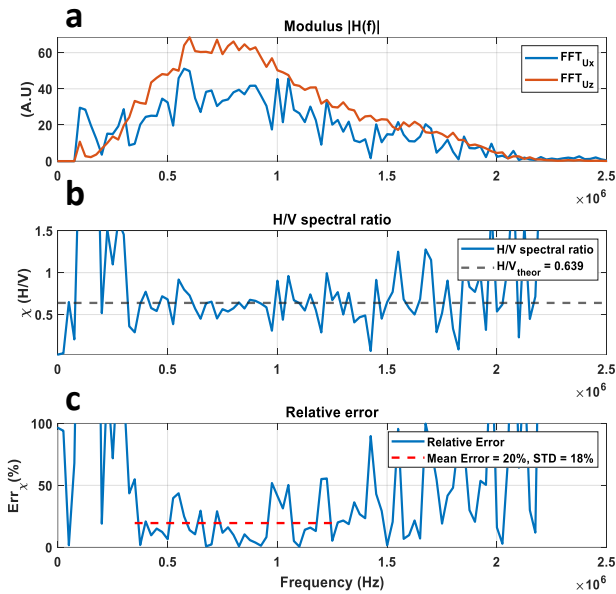 a
Modulus |H(f)|
(A.U)
60
40
20
0
FFT_Ux
FFT_Uz
0 0.5 1 1.5 2 2.5
×10^6
b
H/V spectral ratio
χ (H/V)
1.5
1
0.5
H/V spectral ratio
H/V_theor = 0.639
0 0.5 1 1.5 2 2.5
×10^6
c
Relative error
Err_χ(%)
100
50
0
Relative Error
Mean Error = 20%, STD = 18%
0 0.5 1 1.5 2 2.5
Frequency (Hz)
×10^6